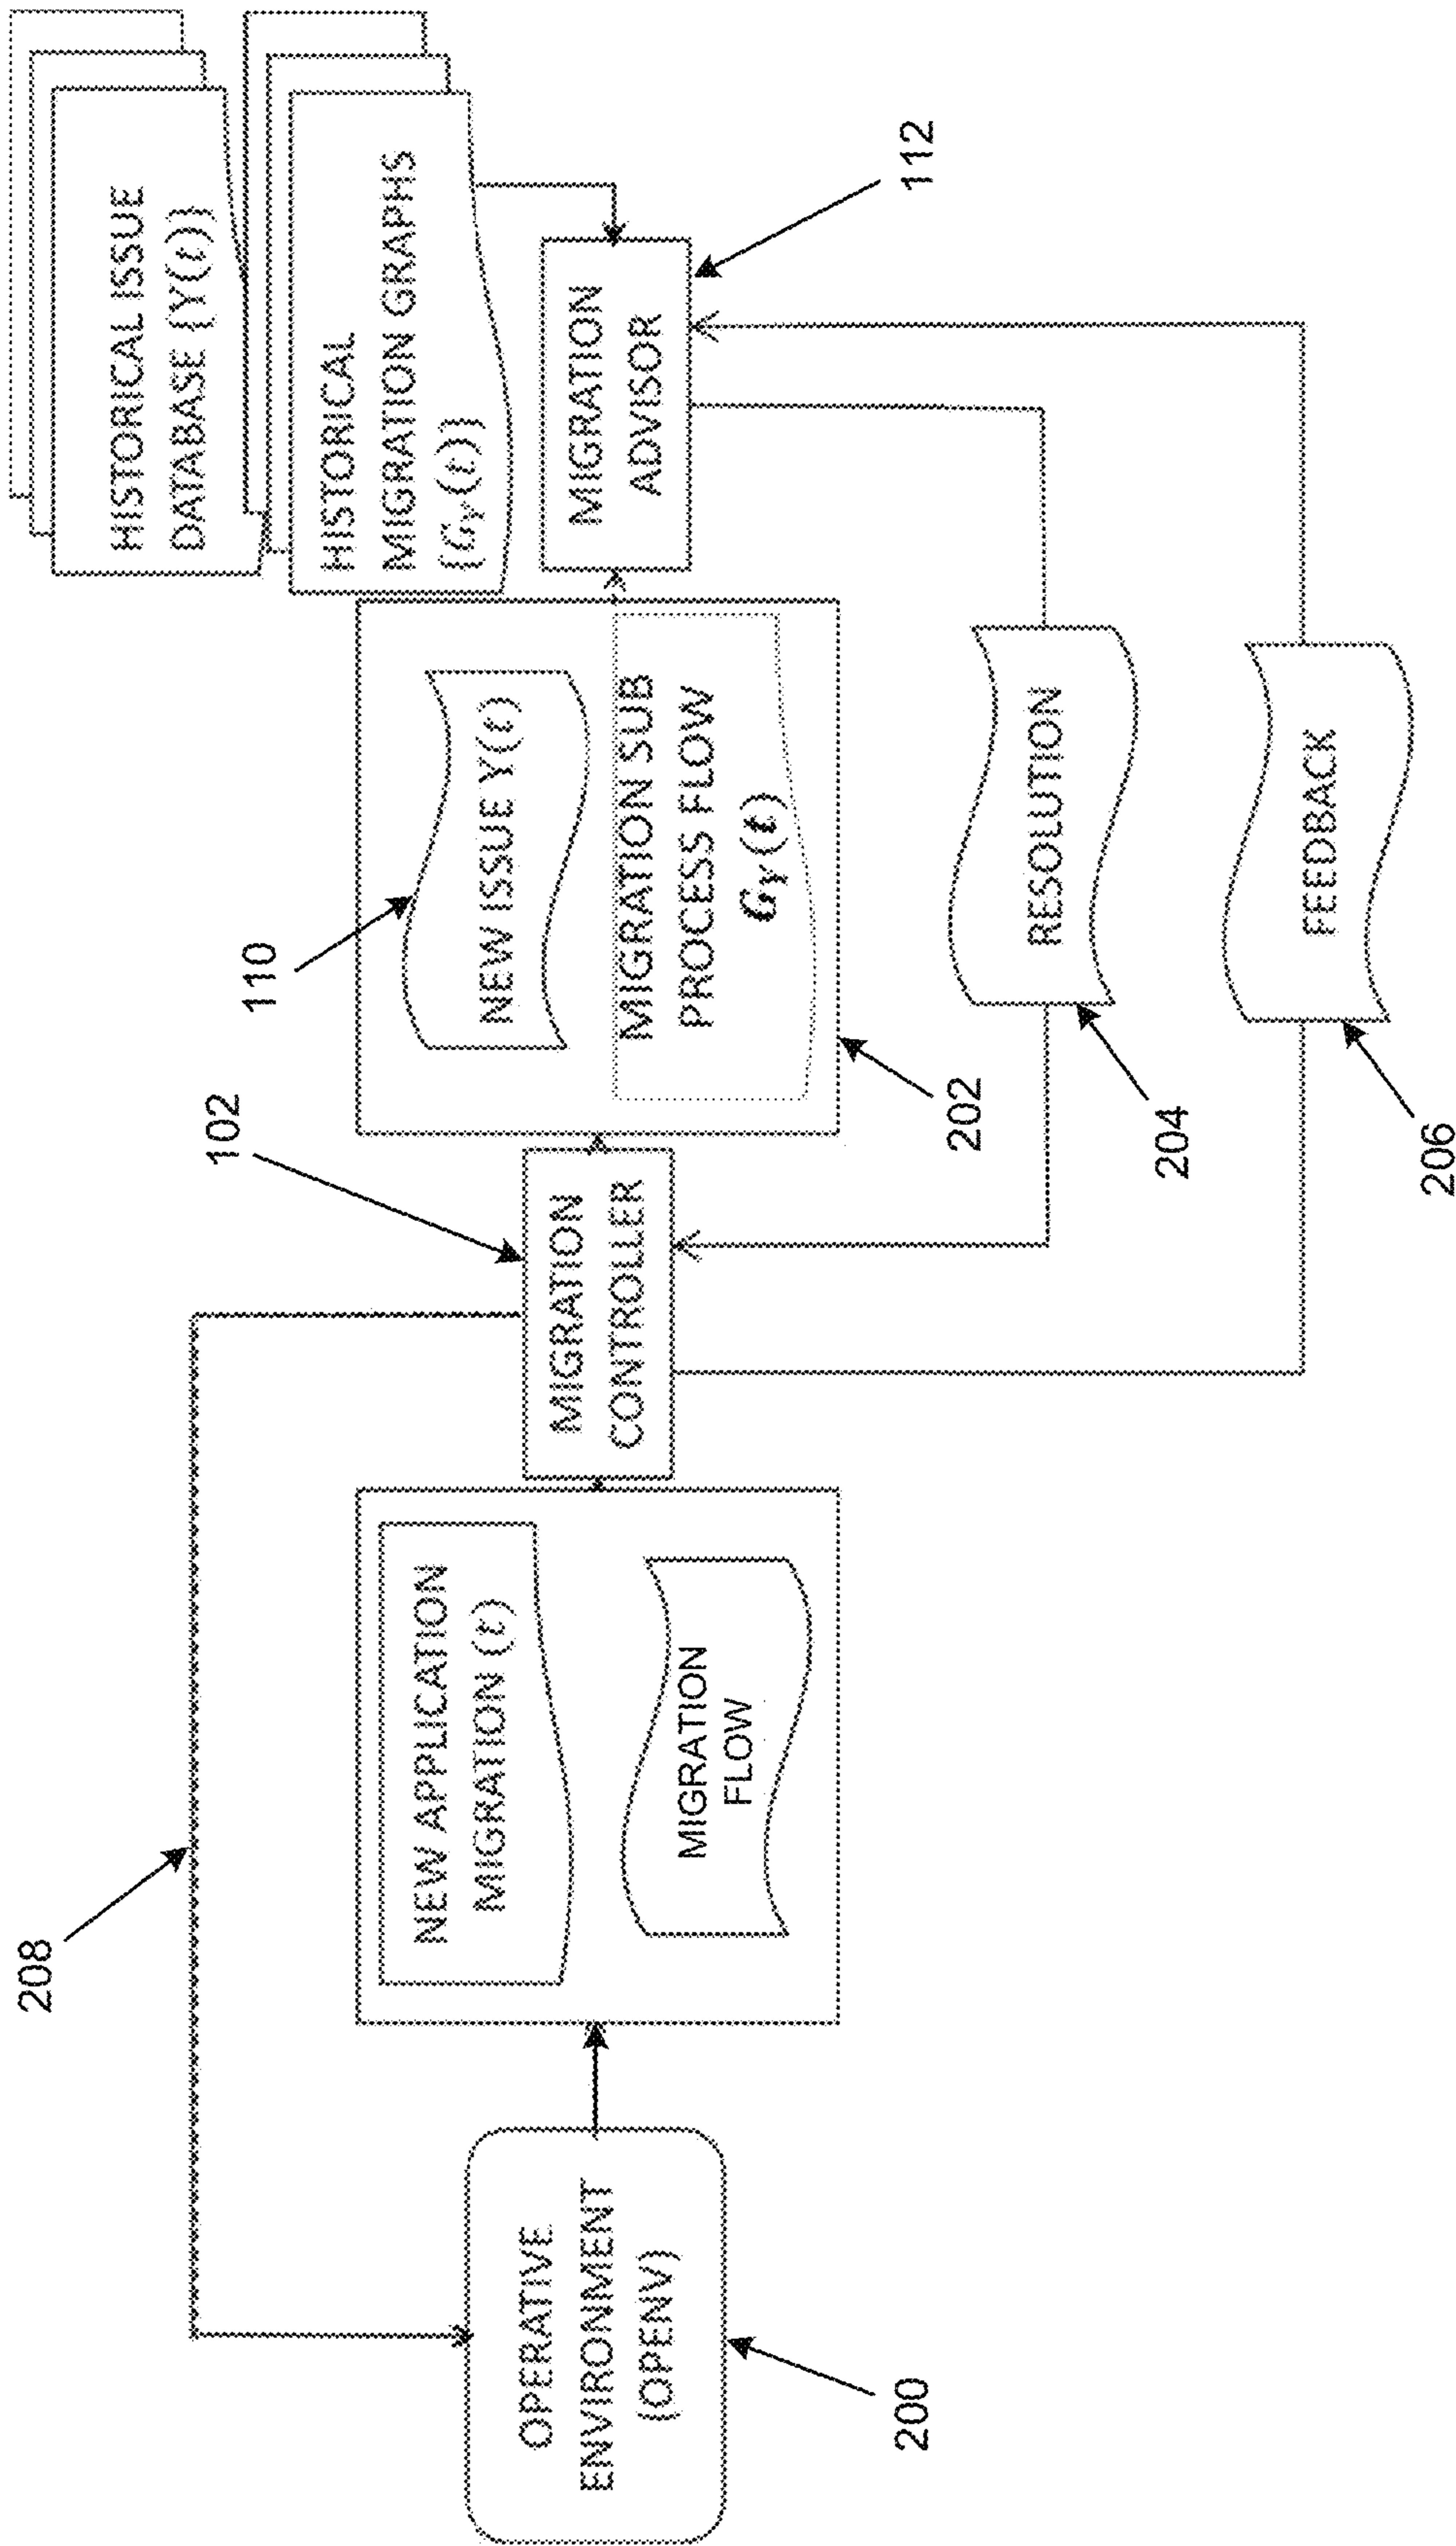 208
OPERATIVE
ENVIRONMENT
(OPENV)
200
NEW APPLICATION
MIGRATION (t)
MIGRATION
FLOW
102
MIGRATION
CONTROLLER
110
NEW ISSUE Y(t)
MIGRATION SUB
PROCESS FLOW
G_Y(t)
202
HISTORICAL ISSUE
DATABASE {Y(t)}
HISTORICAL
MIGRATION GRAPHS
{G_Y(t)}
MIGRATION
ADVISOR
112
RESOLUTION
204
FEEDBACK
206